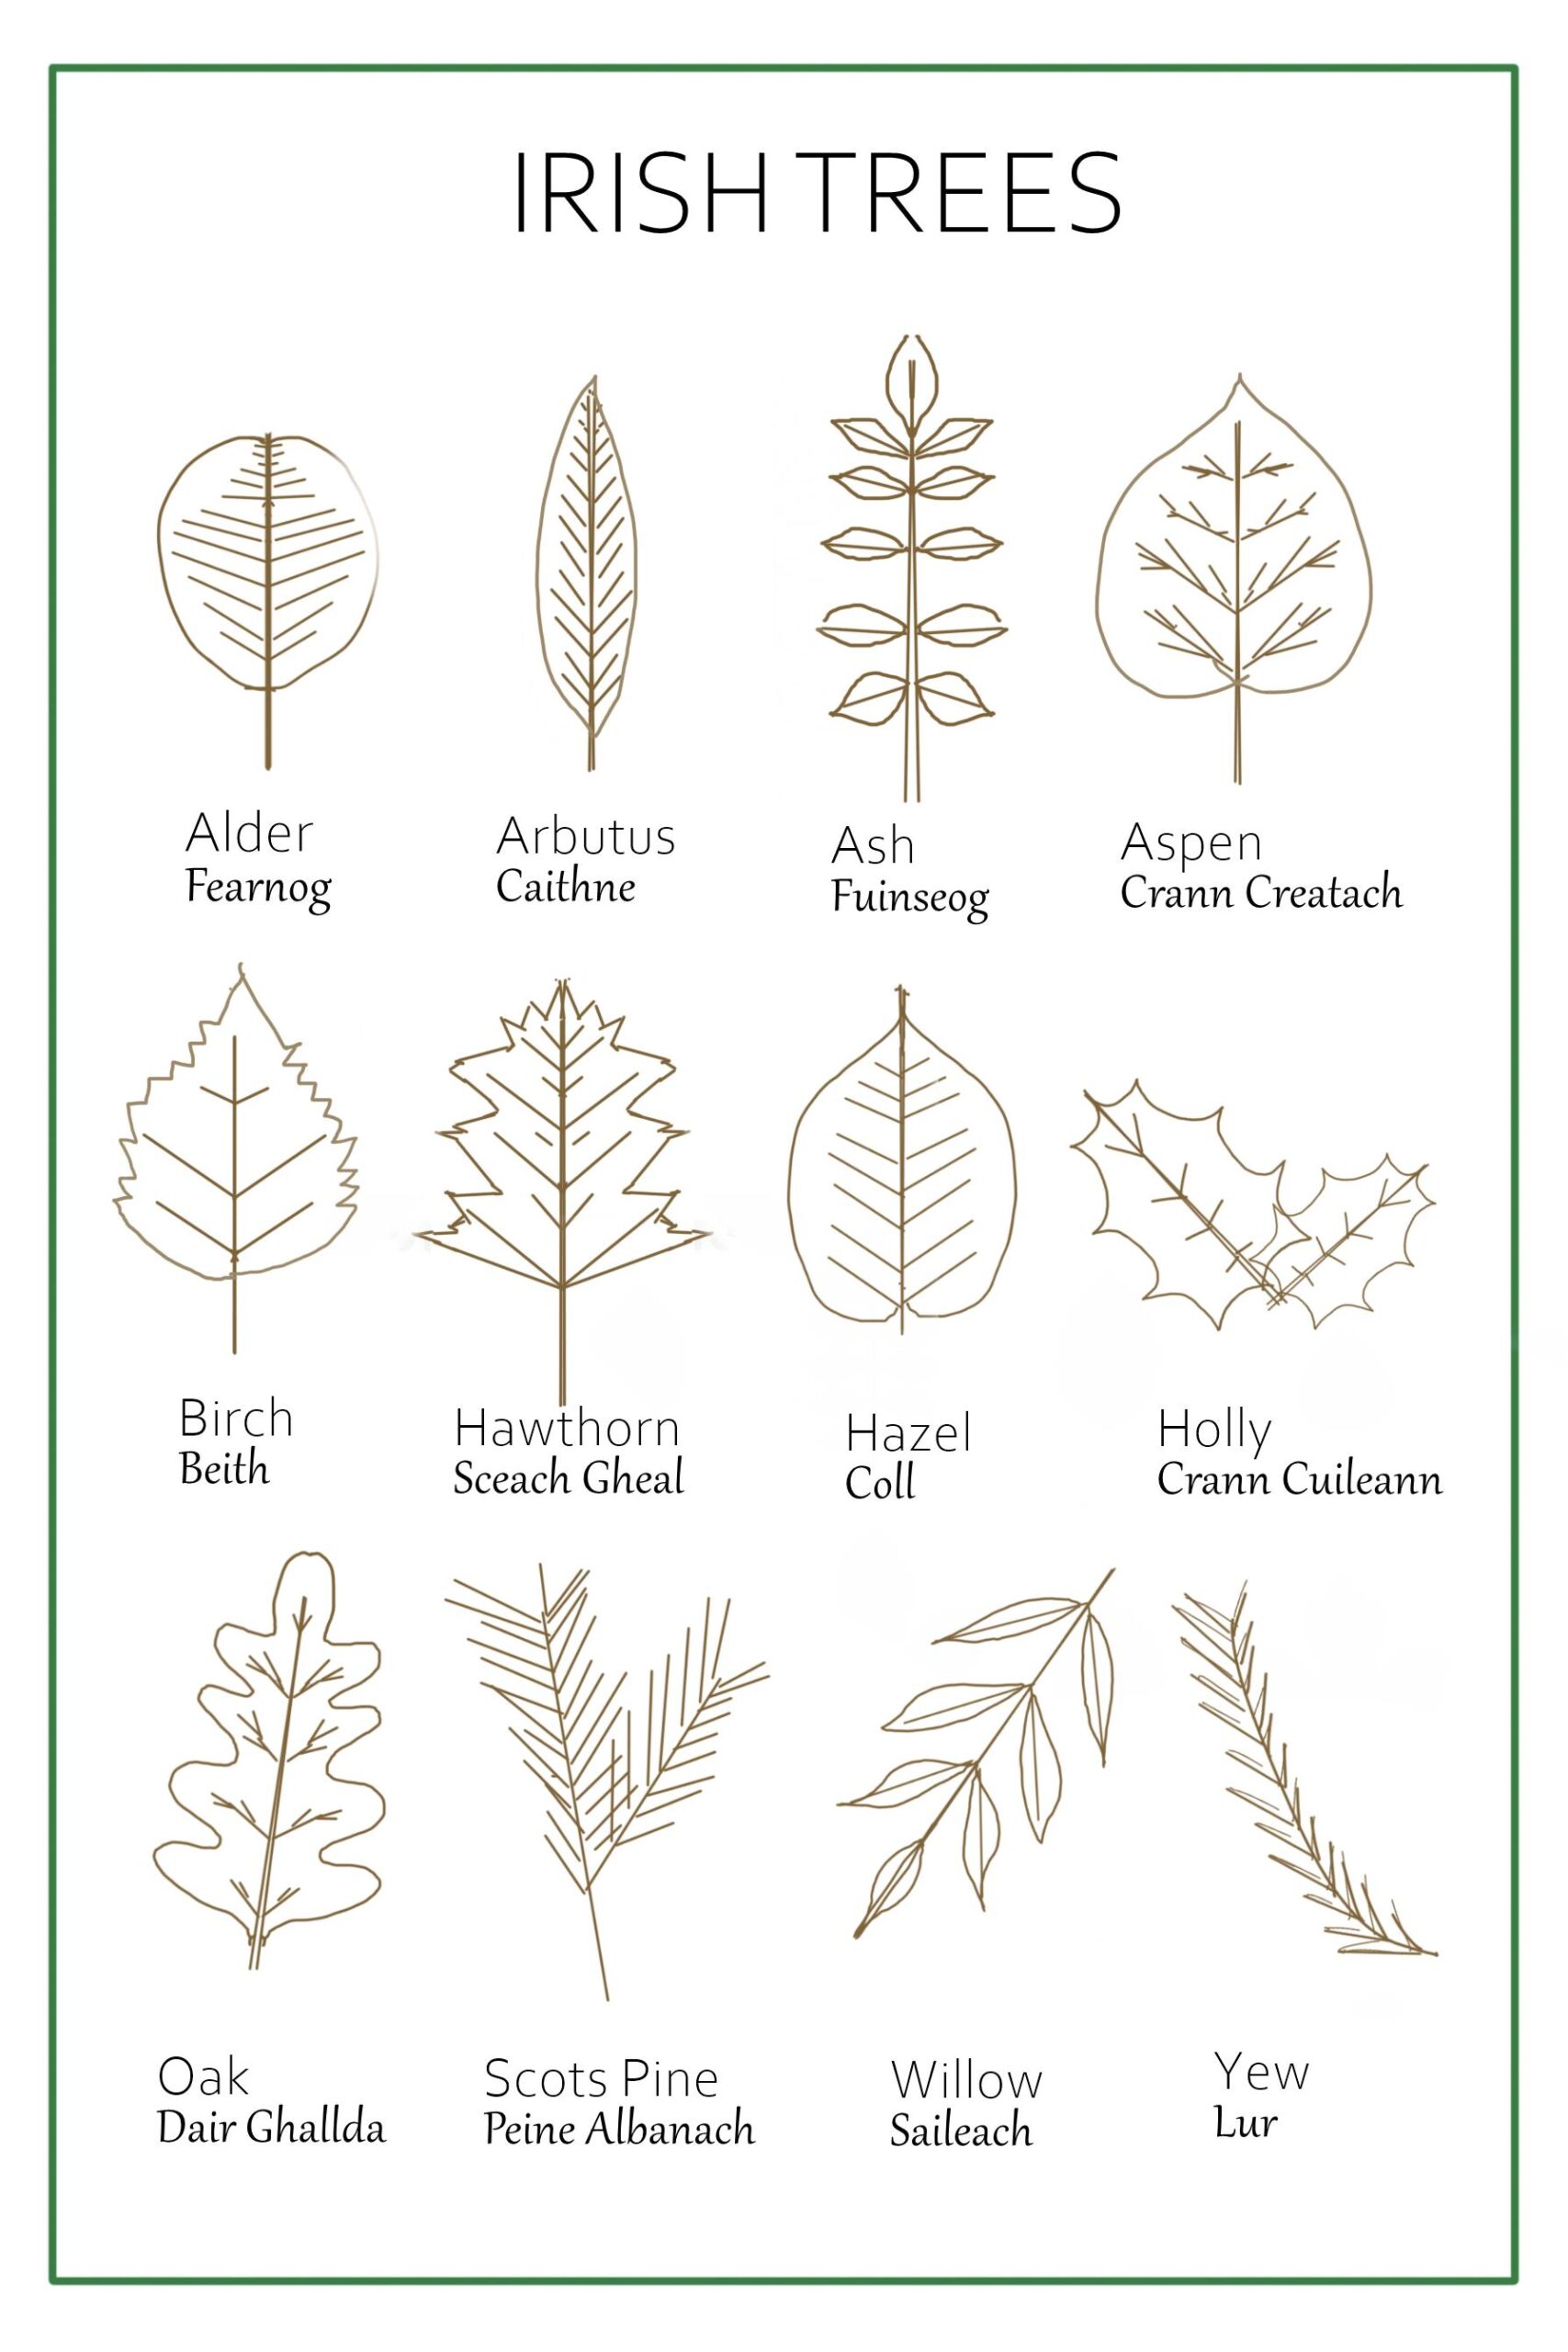 IRISH TREES
Alder
Fearnog
Arbutus
Caithne
Ash
Fuinseog
Aspen
Crann Creatach
Birch
Beith
Hawthorn
Sceach Gheal
Hazel
Coll
Holly
Crann Cuileann
Oak
Dair Ghallda
Scots Pine
Peine Albanach
Willow
Saileach
Yew
Lur